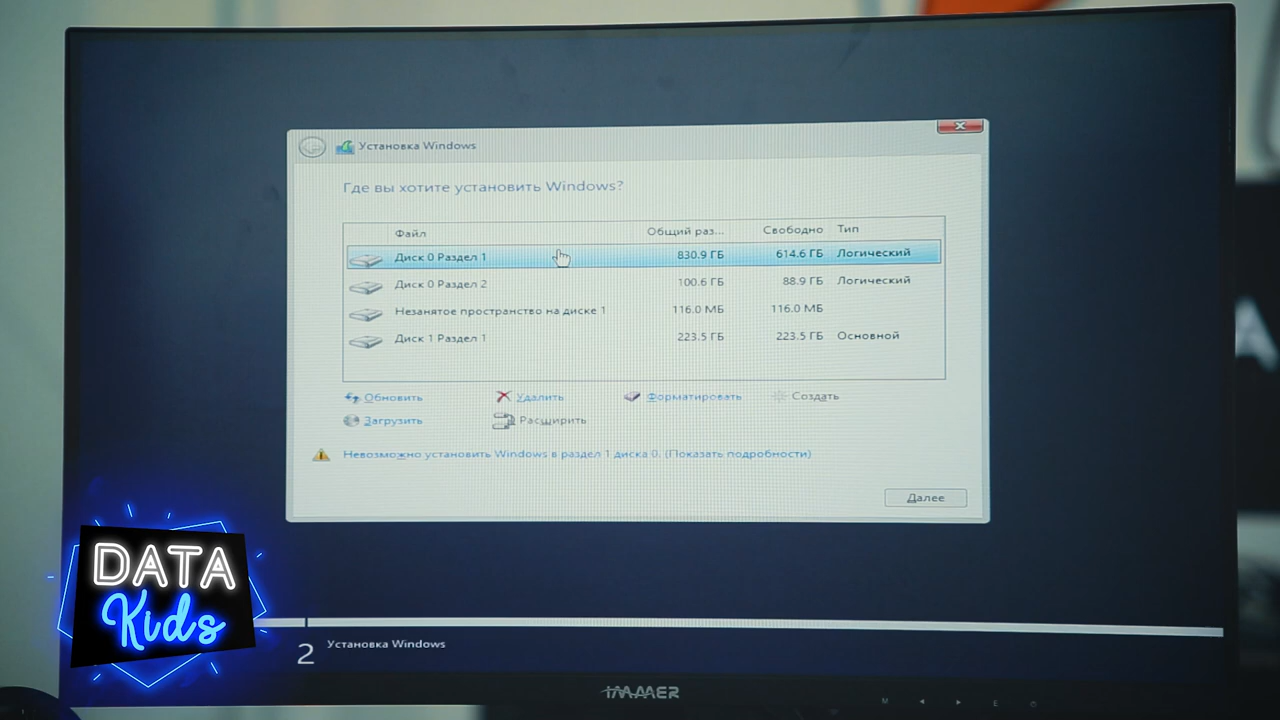 Установка Windows
Где вы хотите установить Windows?
Файл Общий раз... Свободно Тип
Диск 0 Раздел 1 830.9 ГБ 614.6 ГБ Логический
Диск 0 Раздел 2 100.6 ГБ 88.9 ГБ Логический
Незанятое пространство на диске 1 116.0 МБ 116.0 МБ
Диск 1 Раздел 1 223.5 ГБ 223.5 ГБ Основной
Обновить Удалить Форматировать Создать
Загрузить Расширить
Невозможно установить Windows в раздел 1 диска 0. (Показать подробности)
Далее
DATA
Kids
2 Установка Windows
IMMER
M E
A